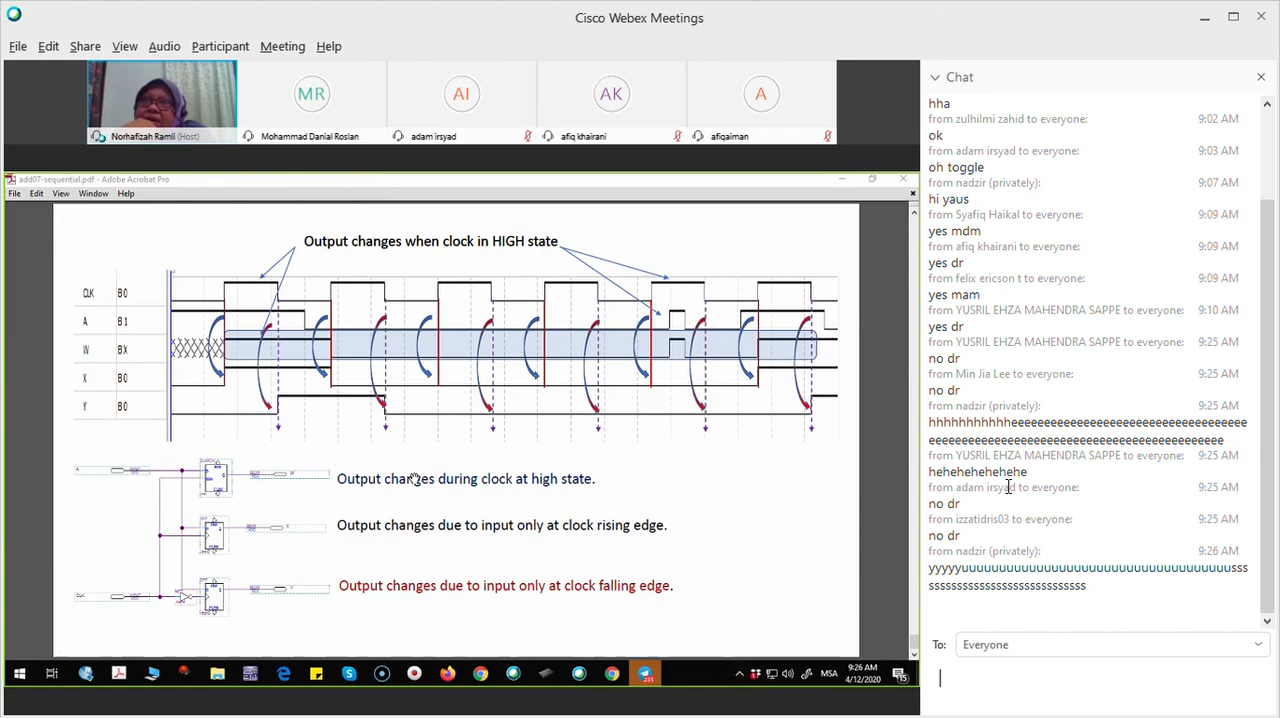 Cisco Webex Meetings
File Edit Share View Audio Participant Meeting Help
MR AI AK A
Norhafizah Ramli (Host) Mohammad Danial Roslan adam irsyad afiq khairani afiqaiman
add07-sequential.pdf - Adobe Acrobat Pro
File Edit View Window Help
Output changes when clock in HIGH state
CLK B0
A B1
W BX
X B0
Y B0
Output changes during clock at high state.
Output changes due to input only at clock rising edge.
Output changes due to input only at clock falling edge.
MSA
9:26 AM
4/12/2020
Chat
hha
from zulhilmi zahid to everyone: 9:02 AM
ok
from adam irsyad to everyone: 9:03 AM
oh toggle
from nadzir (privately): 9:07 AM
hi yaus
from Syafiq Haikal to everyone: 9:09 AM
yes mdm
from afiq khairani to everyone: 9:09 AM
yes dr
from felix ericson t to everyone: 9:09 AM
yes mam
from YUSRIL EHZA MAHENDRA SAPPE to everyone: 9:10 AM
yes dr
from YUSRIL EHZA MAHENDRA SAPPE to everyone: 9:25 AM
no dr
from Min Jia Lee to everyone: 9:25 AM
no dr
from nadzir (privately): 9:25 AM
hhhhhhhhhhheeeeeeeeeeeeeeeeeeeeeeeeeeeeeeeeeeee
eeeeeeeeeeeeeeeeeeeeeeeeeeeeeeeeeeeeeeeeeeeee
from YUSRIL EHZA MAHENDRA SAPPE to everyone: 9:25 AM
hehehehehehehe
from adam irsyad to everyone: 9:25 AM
no dr
from izzatidris03 to everyone: 9:25 AM
no dr
from nadzir (privately): 9:26 AM
yyyyyuuuuuuuuuuuuuuuuuuuuuuuuuuuuuuuuuuuusss
ssssssssssssssssssssssssssss
To: Everyone